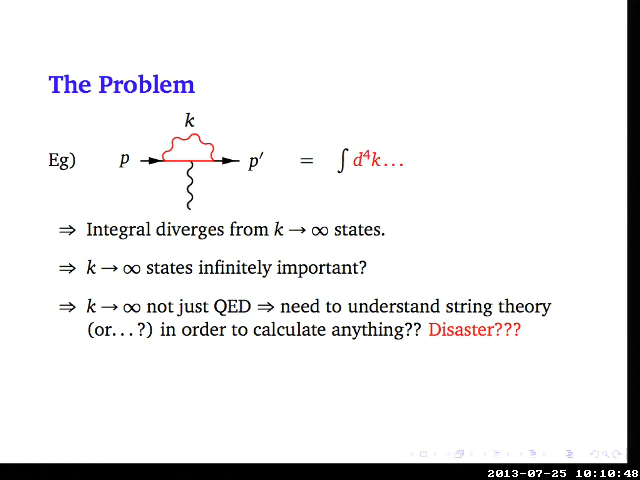 The Problem
k
Eg) p p′ = ∫ d⁴k...
⇒ Integral diverges from k → ∞ states.
⇒ k → ∞ states infinitely important?
⇒ k → ∞ not just QED ⇒ need to understand string theory
(or...?) in order to calculate anything?? Disaster???
2013-07-25 10:10:48